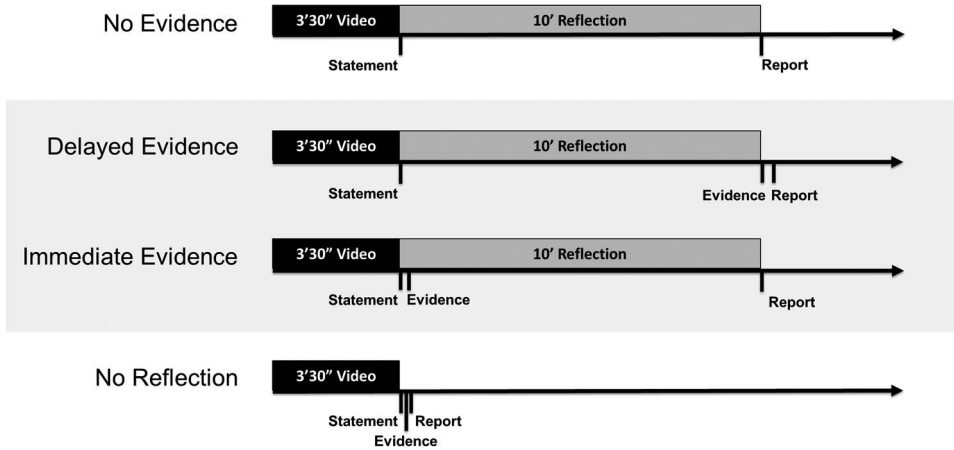 No Evidence
3’30” Video
10’ Reflection
Statement
Report
Delayed Evidence
3’30” Video
10’ Reflection
Statement
Evidence
Report
Immediate Evidence
3’30” Video
10’ Reflection
Statement
Evidence
Report
No Reflection
3’30” Video
Statement
Report
Evidence